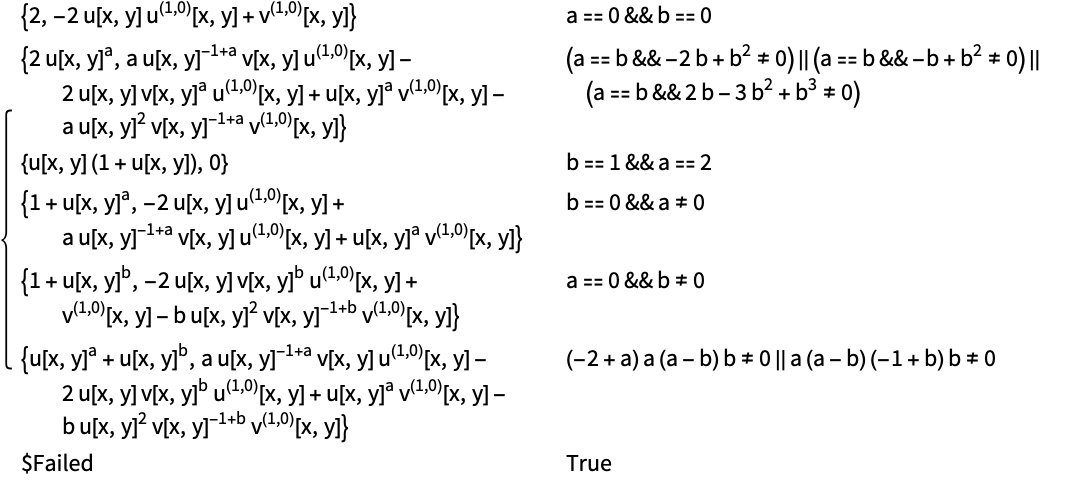 {2, -2 u[x, y] u^(1,0)[x, y] + v^(1,0)[x, y]} a == 0 && b == 0
{2 u[x, y]^a, a u[x, y]^-1+a v[x, y] u^(1,0)[x, y] - (a == b && -2 b + b^2 ≠ 0) || (a == b && -b + b^2 ≠ 0) ||
2 u[x, y] v[x, y]^a u^(1,0)[x, y] + u[x, y]^a v^(1,0)[x, y] - (a == b && 2 b - 3 b^2 + b^3 ≠ 0)
a u[x, y]^2 v[x, y]^-1+a v^(1,0)[x, y]}
{u[x, y] (1 + u[x, y]), 0} b == 1 && a == 2
{1 + u[x, y]^a, -2 u[x, y] u^(1,0)[x, y] + b == 0 && a ≠ 0
a u[x, y]^-1+a v[x, y] u^(1,0)[x, y] + u[x, y]^a v^(1,0)[x, y]}
{1 + u[x, y]^b, -2 u[x, y] v[x, y]^b u^(1,0)[x, y] + a == 0 && b ≠ 0
v^(1,0)[x, y] - b u[x, y]^2 v[x, y]^-1+b v^(1,0)[x, y]}
{u[x, y]^a + u[x, y]^b, a u[x, y]^-1+a v[x, y] u^(1,0)[x, y] - (-2 + a) a (a - b) b ≠ 0 || a (a - b) (-1 + b) b ≠ 0
2 u[x, y] v[x, y]^b u^(1,0)[x, y] + u[x, y]^a v^(1,0)[x, y] -
b u[x, y]^2 v[x, y]^-1+b v^(1,0)[x, y]}
$Failed True